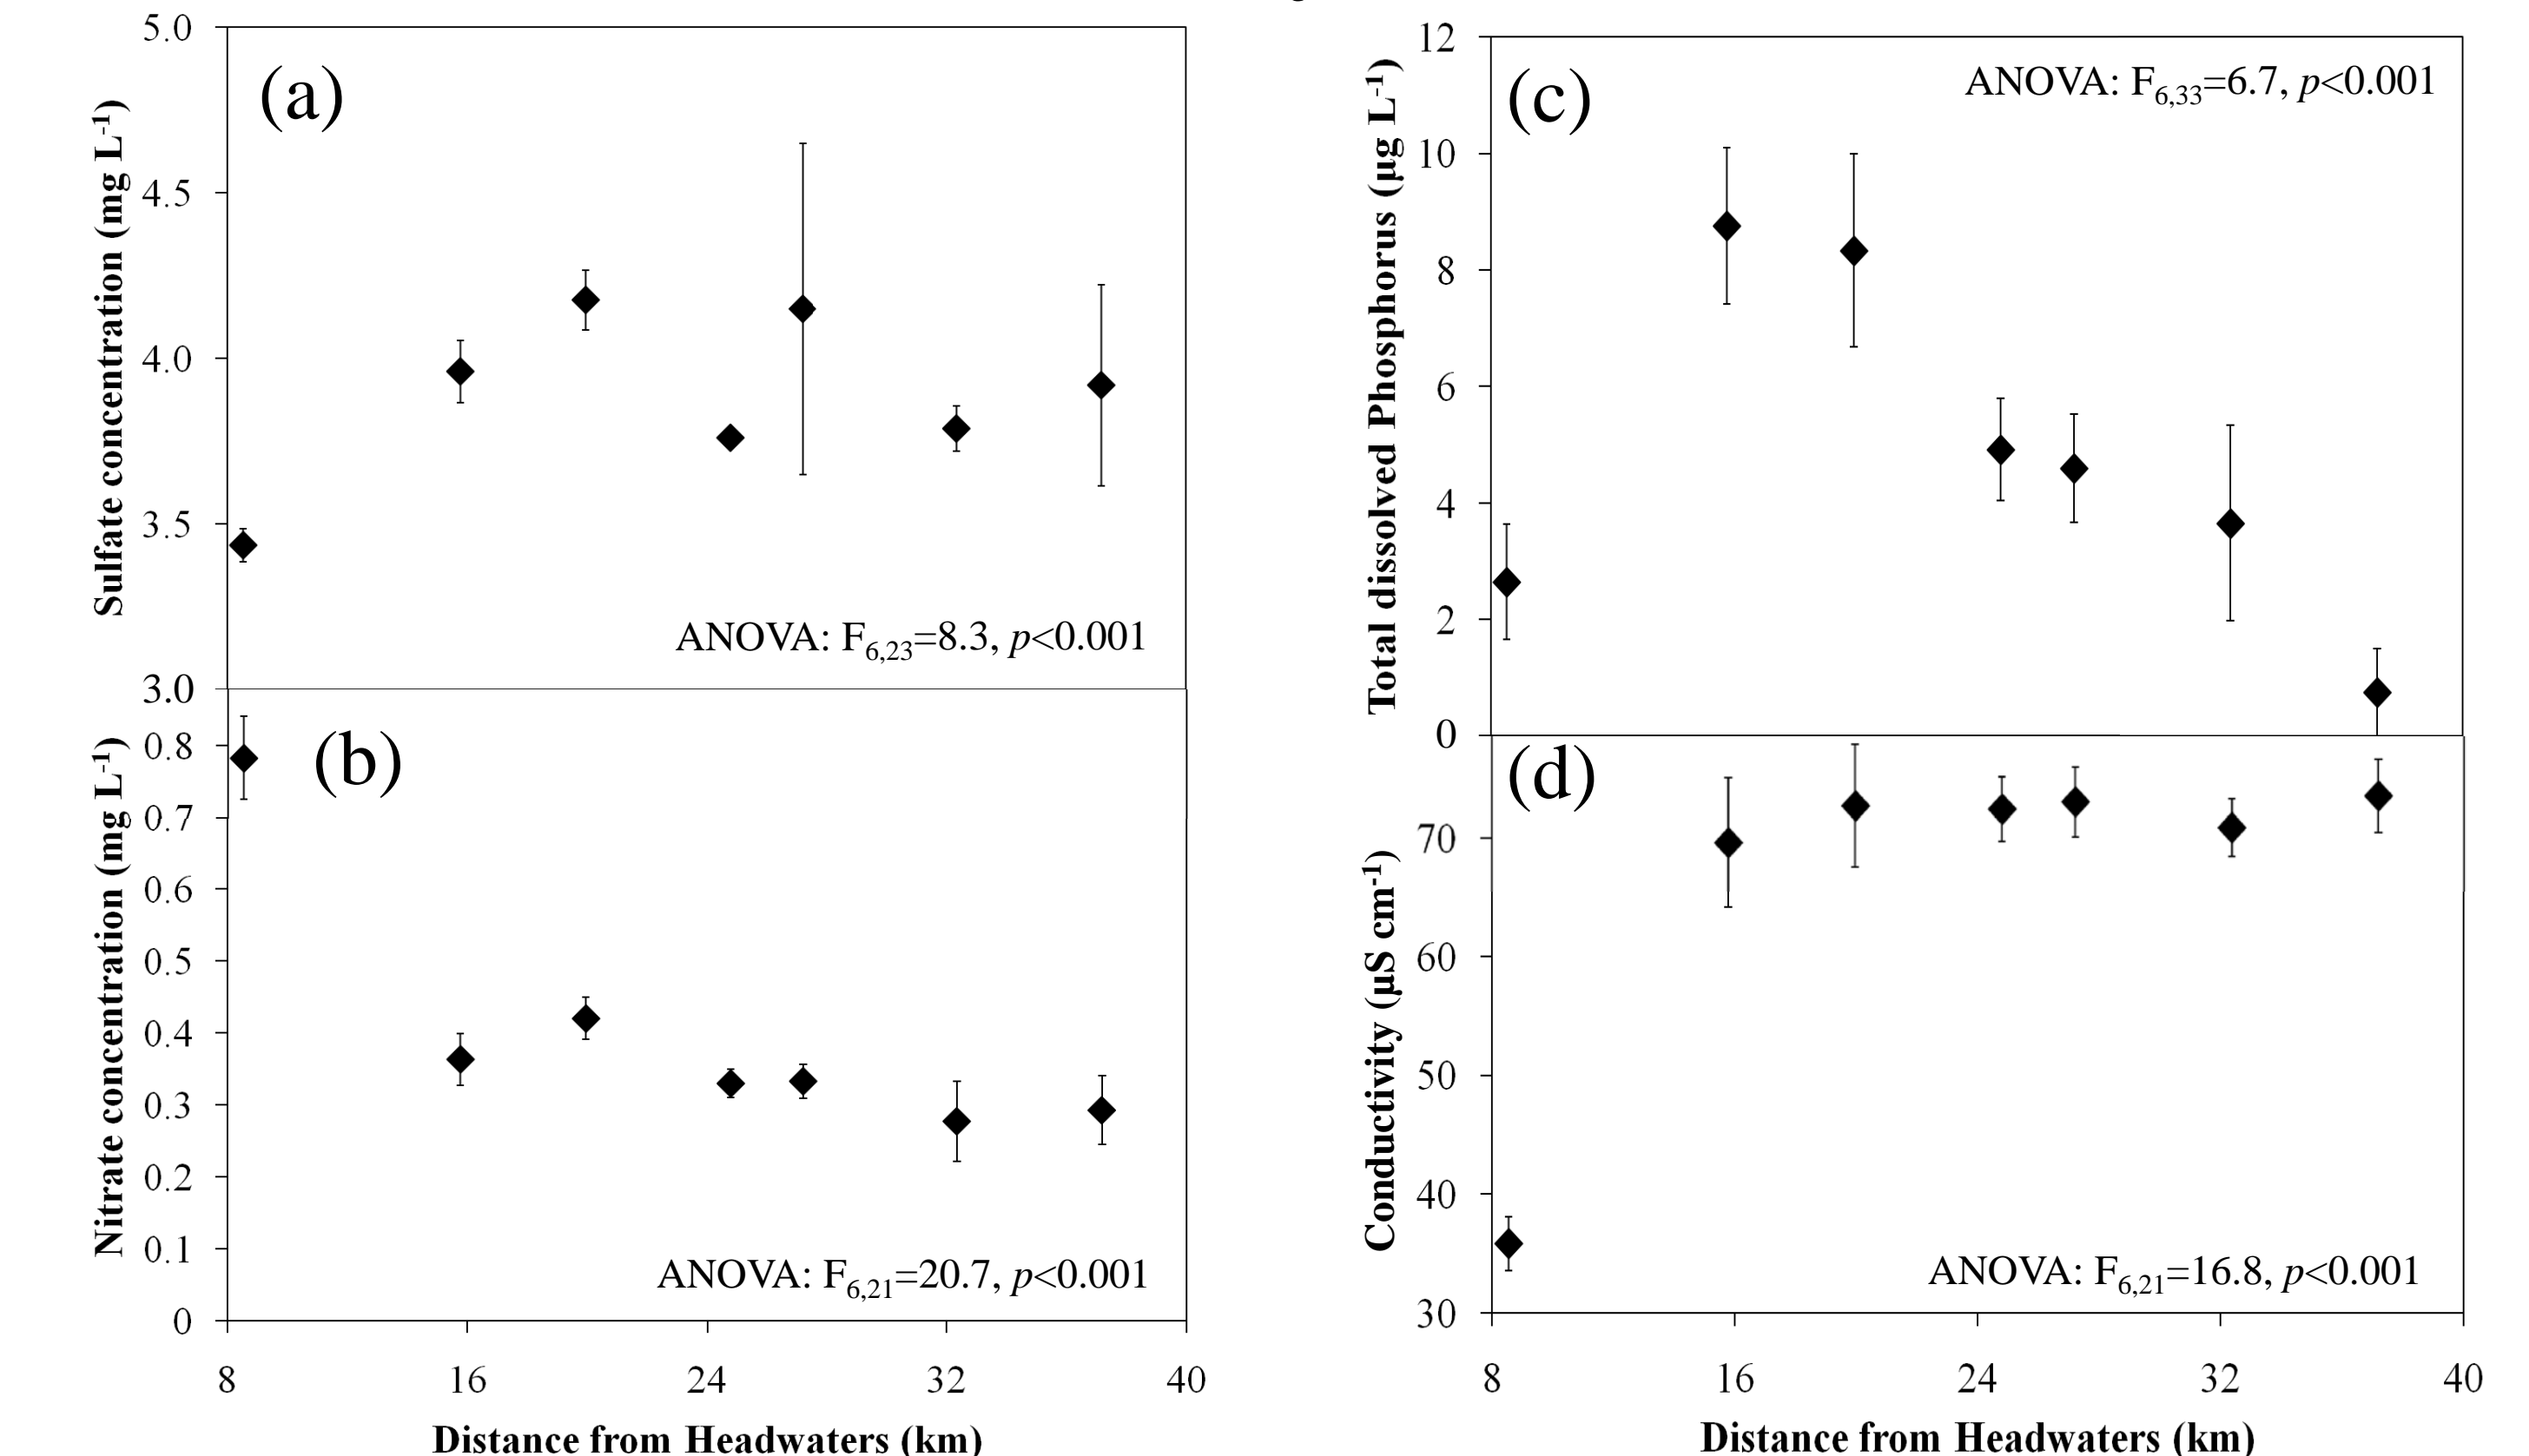 (a)
Sulfate concentration (mg L-1)
5.0
4.5
4.0
3.5
3.0
ANOVA: F6,23=8.3, p<0.001
(b)
Nitrate concentration (mg L-1)
0.8
0.7
0.6
0.5
0.4
0.3
0.2
0.1
0
ANOVA: F6,21=20.7, p<0.001
8 16 24 32 40
Distance from Headwaters (km)
(c)
Total dissolved Phosphorus (µg L-1)
12
10
8
6
4
2
0
ANOVA: F6,33=6.7, p<0.001
(d)
Conductivity (µS cm-1)
70
60
50
40
30
ANOVA: F6,21=16.8, p<0.001
8 16 24 32 40
Distance from Headwaters (km)